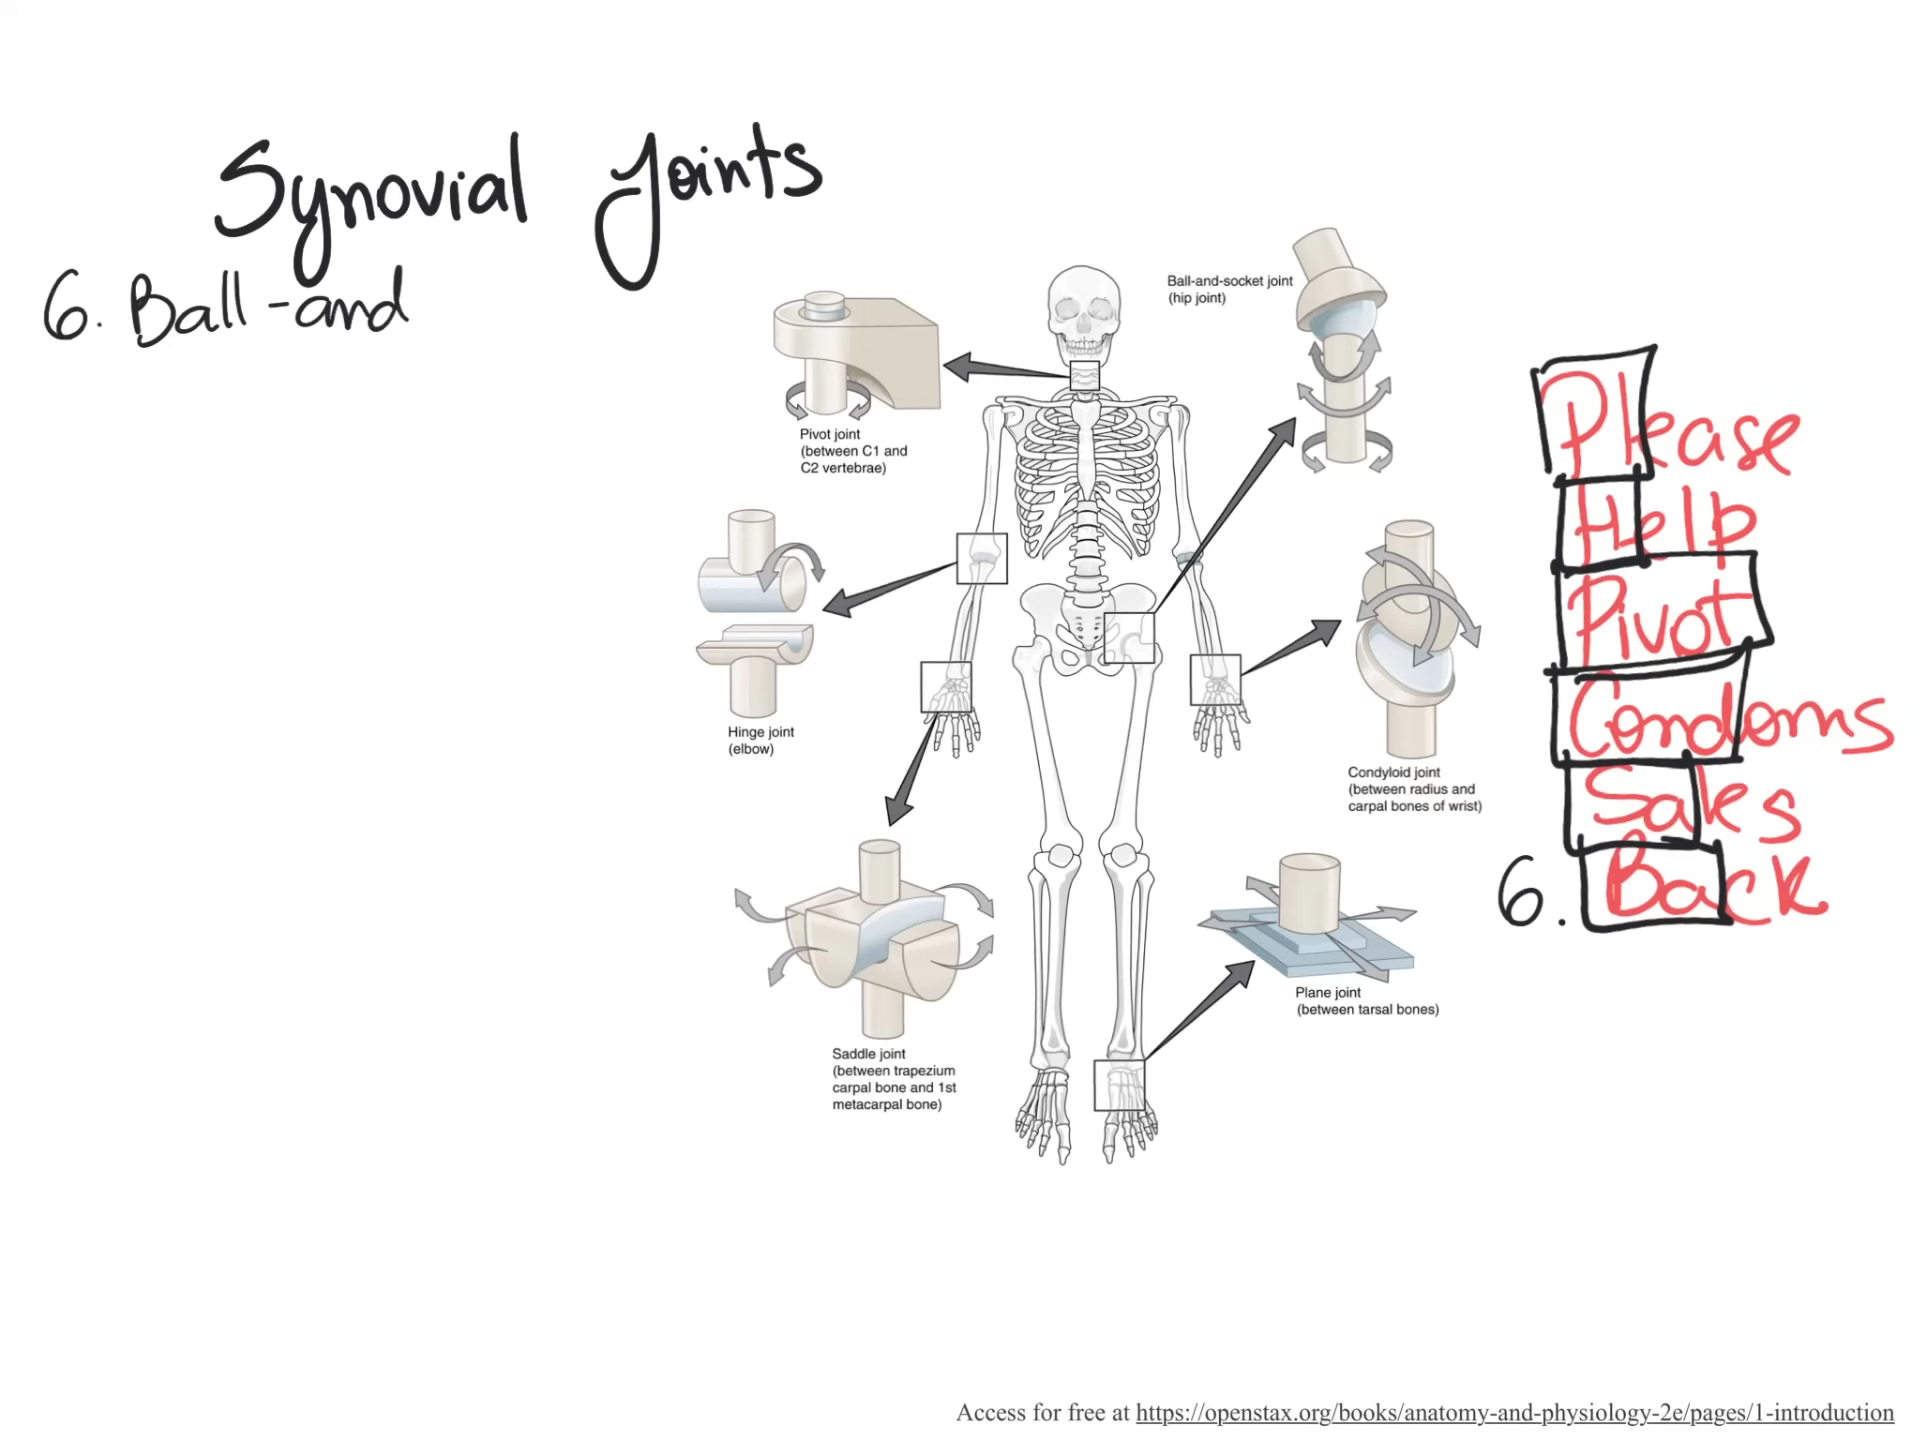 Synovial Joints
6. Ball-and
Ball-and-socket joint
(hip joint)
Pivot joint
(between C1 and
C2 vertebrae)
Hinge joint
(elbow)
Condyloid joint
(between radius and
carpal bones of wrist)
Saddle joint
(between trapezium
carpal bone and 1st
metacarpal bone)
Plane joint
(between tarsal bones)
Please
Help
Pivot
Condoms
Sales
6. Back
Access for free at https://openstax.org/books/anatomy-and-physiology-2e/pages/1-introduction